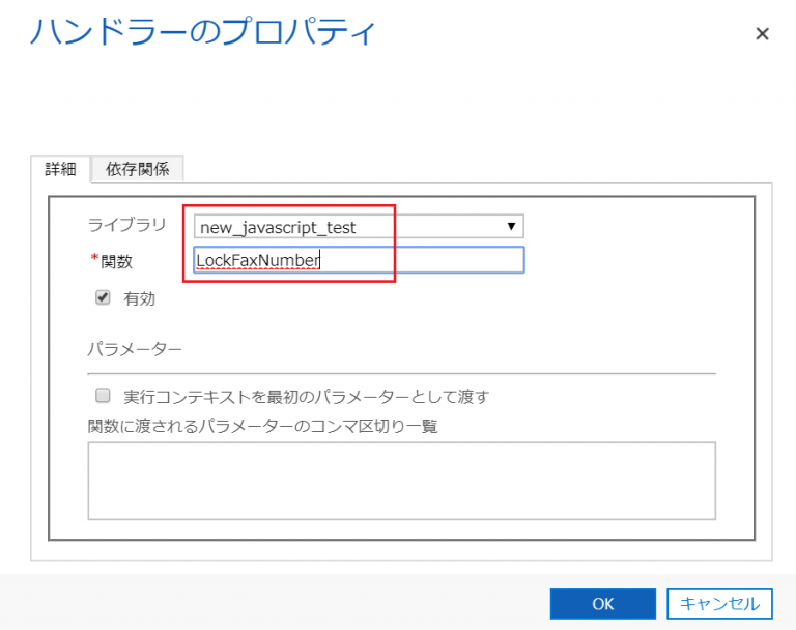 ハンドラーのプロパティ
詳細 依存関係
ライブラリ new_javascript_test
*関数 LockFaxNumber
有効
パラメーター
実行コンテキストを最初のパラメーターとして渡す
関数に渡されるパラメーターのコンマ区切り一覧
OK キャンセル